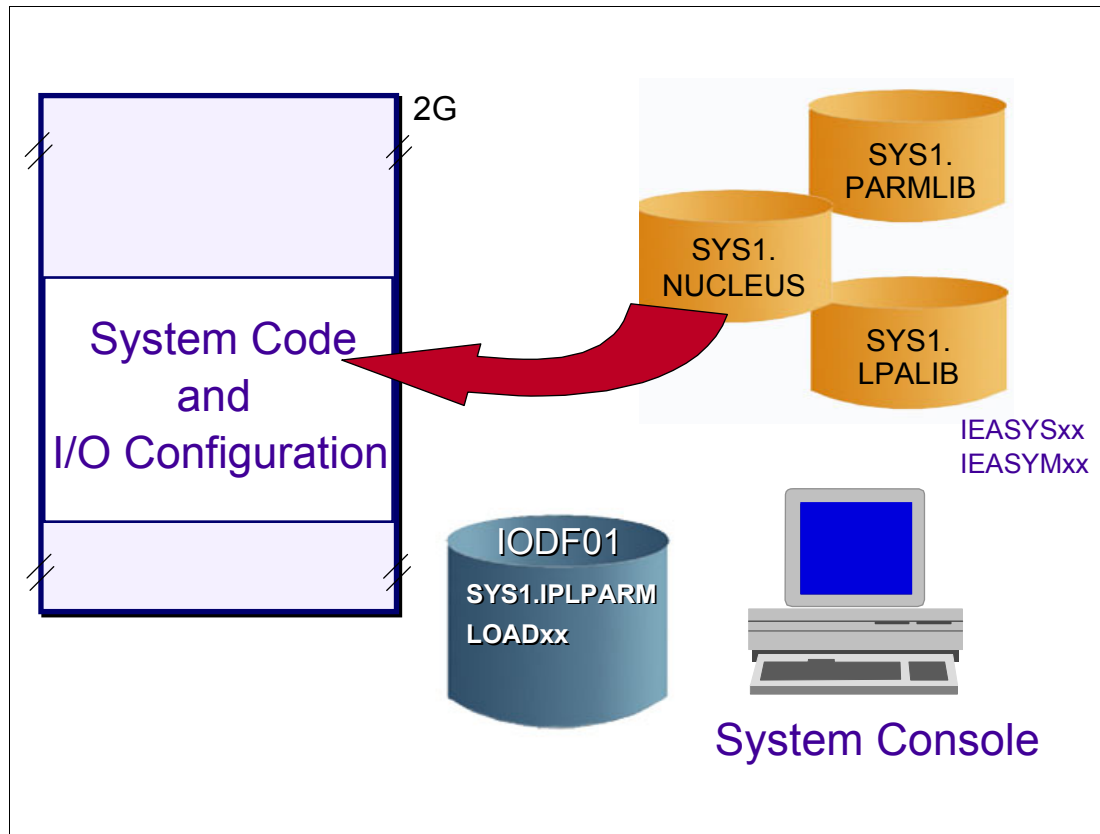 2G
SYS1.
PARMLIB
SYS1.
NUCLEUS
SYS1.
LPALIB
System Code
and
I/O Configuration
IEASYSxx
IEASYMxx
IODF01
SYS1.IPLPARM
LOADxx
System Console